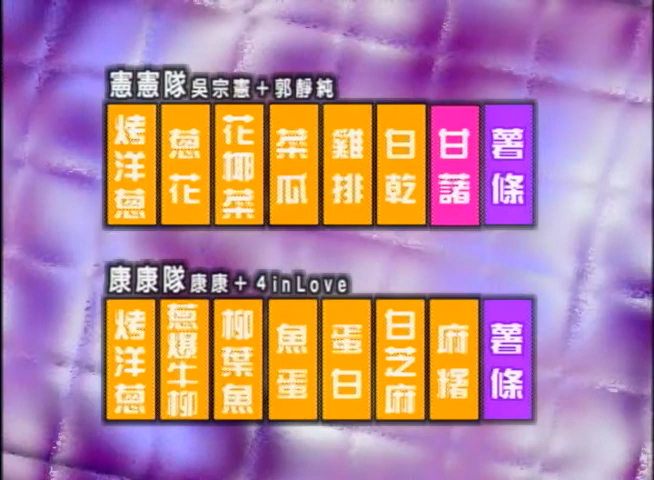 憲憲隊 吳宗憲+郭靜純
烤洋蔥
蔥花
花椰菜
菜瓜
雞排
白乾
甘藷
薯條
康康隊 康康+4inLove
烤洋蔥
蔥爆牛柳
柳葉魚
魚蛋
蛋白
白芝麻
麻糬
薯條